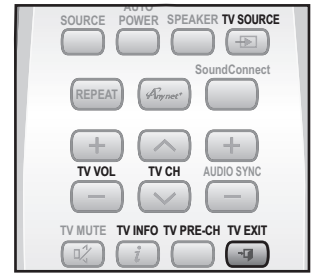 AUTO
SOURCE POWER SPEAKER TV SOURCE
SoundConnect
REPEAT Anynet+
TV VOL TV CH AUDIO SYNC
TV MUTE TV INFO TV PRE-CH TV EXIT
i